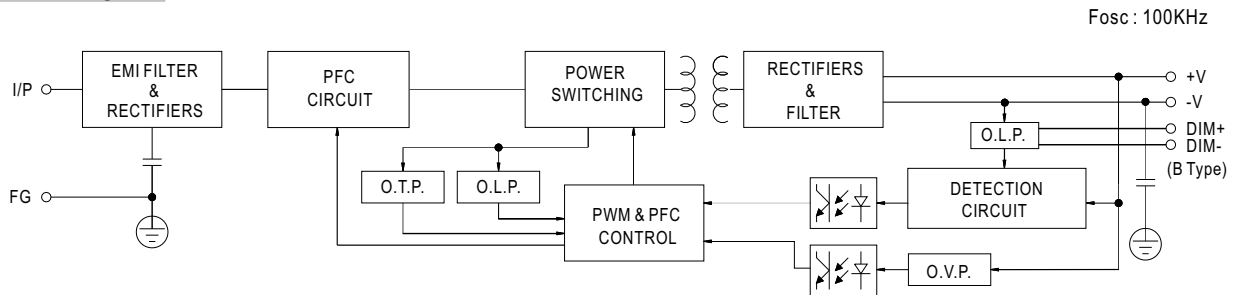 Fosc : 100KHz
I/P
EMI FILTER
&
RECTIFIERS
PFC
CIRCUIT
POWER
SWITCHING
RECTIFIERS
&
FILTER
+V
-V
DIM+
DIM-
(B Type)
O.L.P.
FG
O.T.P.
O.L.P.
PWM & PFC
CONTROL
DETECTION
CIRCUIT
O.V.P.